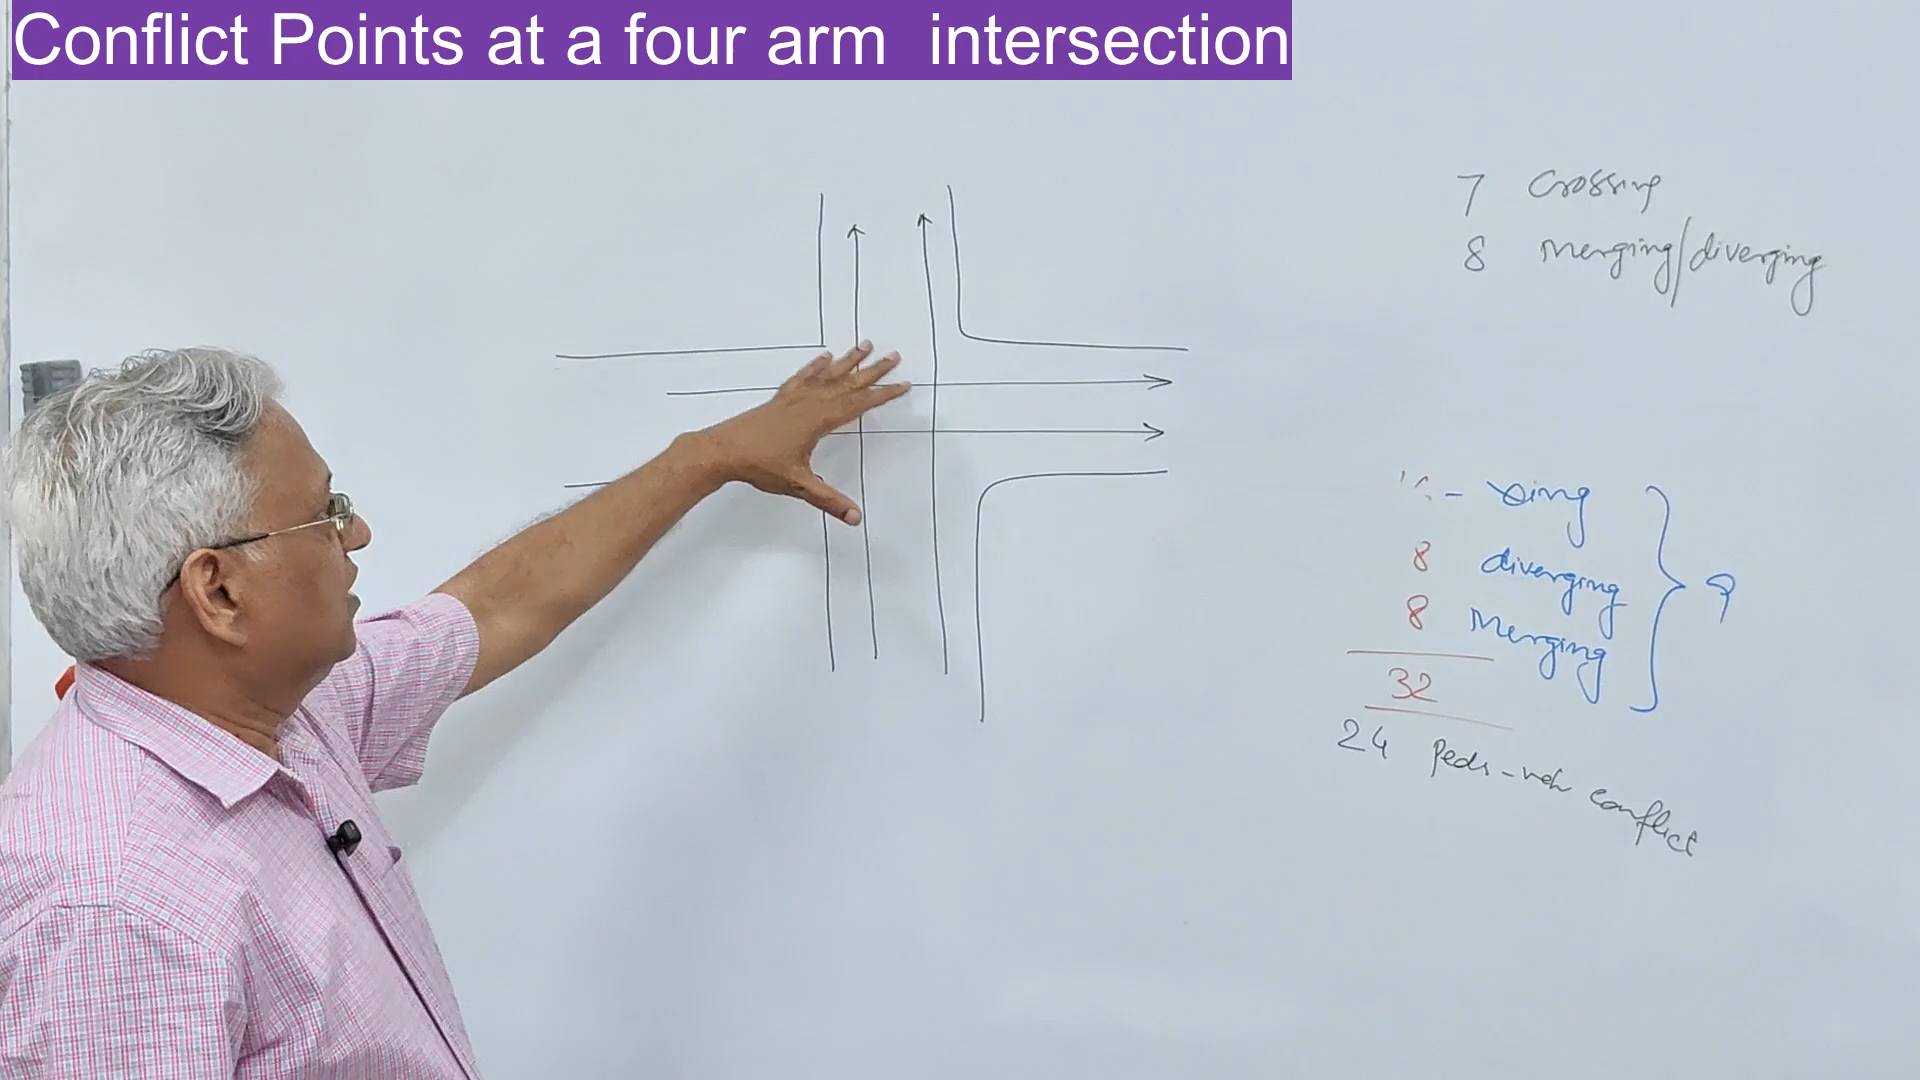 Conflict Points at a four arm intersection
7 Crossing
8 Merging/diverging
- Xing
8 diverging
8 Merging
32
24 Peds-veh conflict